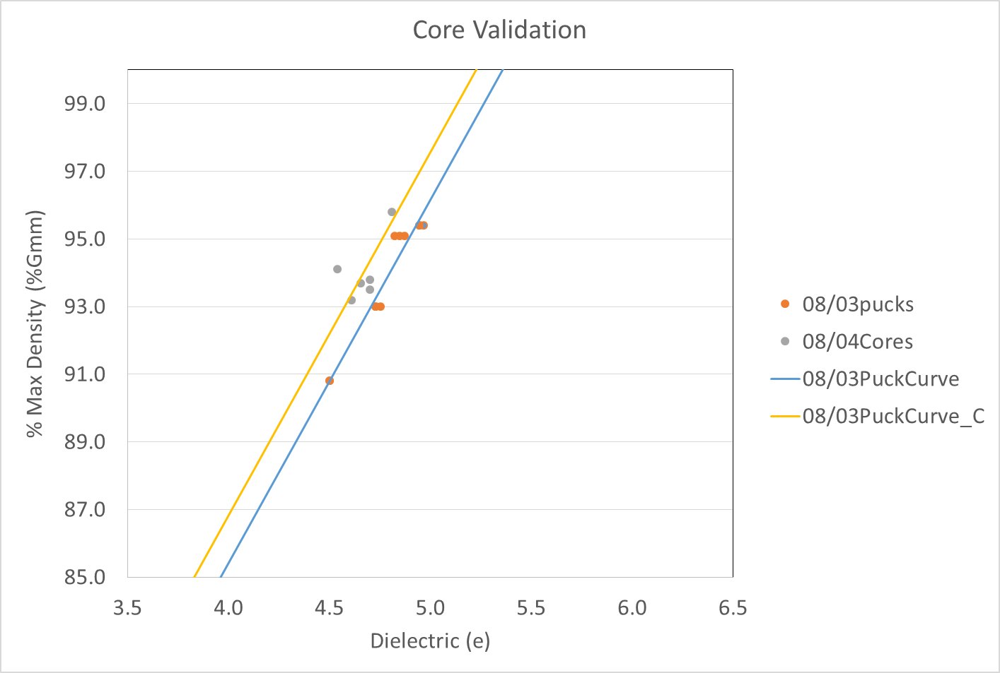 Core Validation
99.0
97.0
95.0
93.0
91.0
89.0
87.0
85.0
% Max Density (%Gmm)
3.5 4.0 4.5 5.0 5.5 6.0 6.5
Dielectric (e)
08/03pucks
08/04Cores
08/03PuckCurve
08/03PuckCurve_C